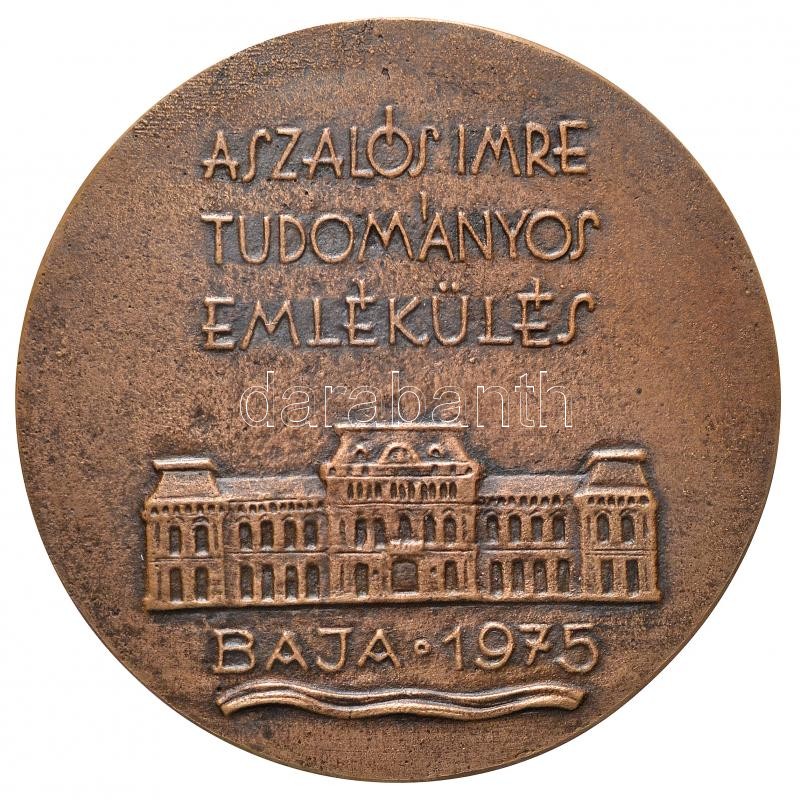 ASZALÓS IMRE
TUDOMÁNYOS
EMLÉKÜLÉS
darabanth
BAJA • 1975